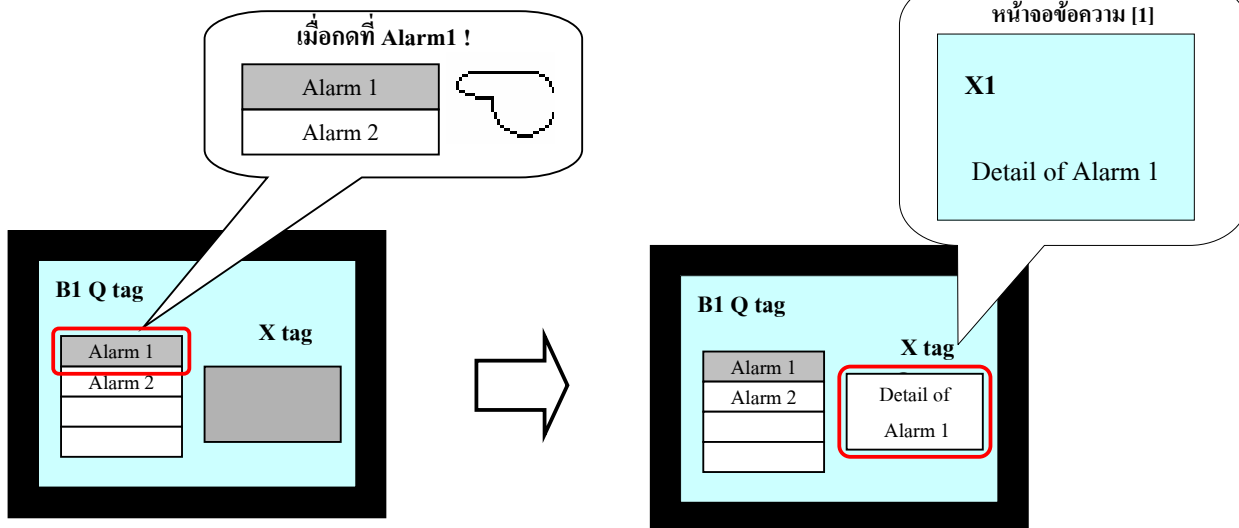 เมื่อกดที่ Alarm1 !
Alarm 1
Alarm 2
B1 Q tag
X tag
Alarm 1
Alarm 2
หน้าจอข้อความ [1]
X1
Detail of Alarm 1
B1 Q tag
X tag
Alarm 1
Alarm 2
Detail of
Alarm 1